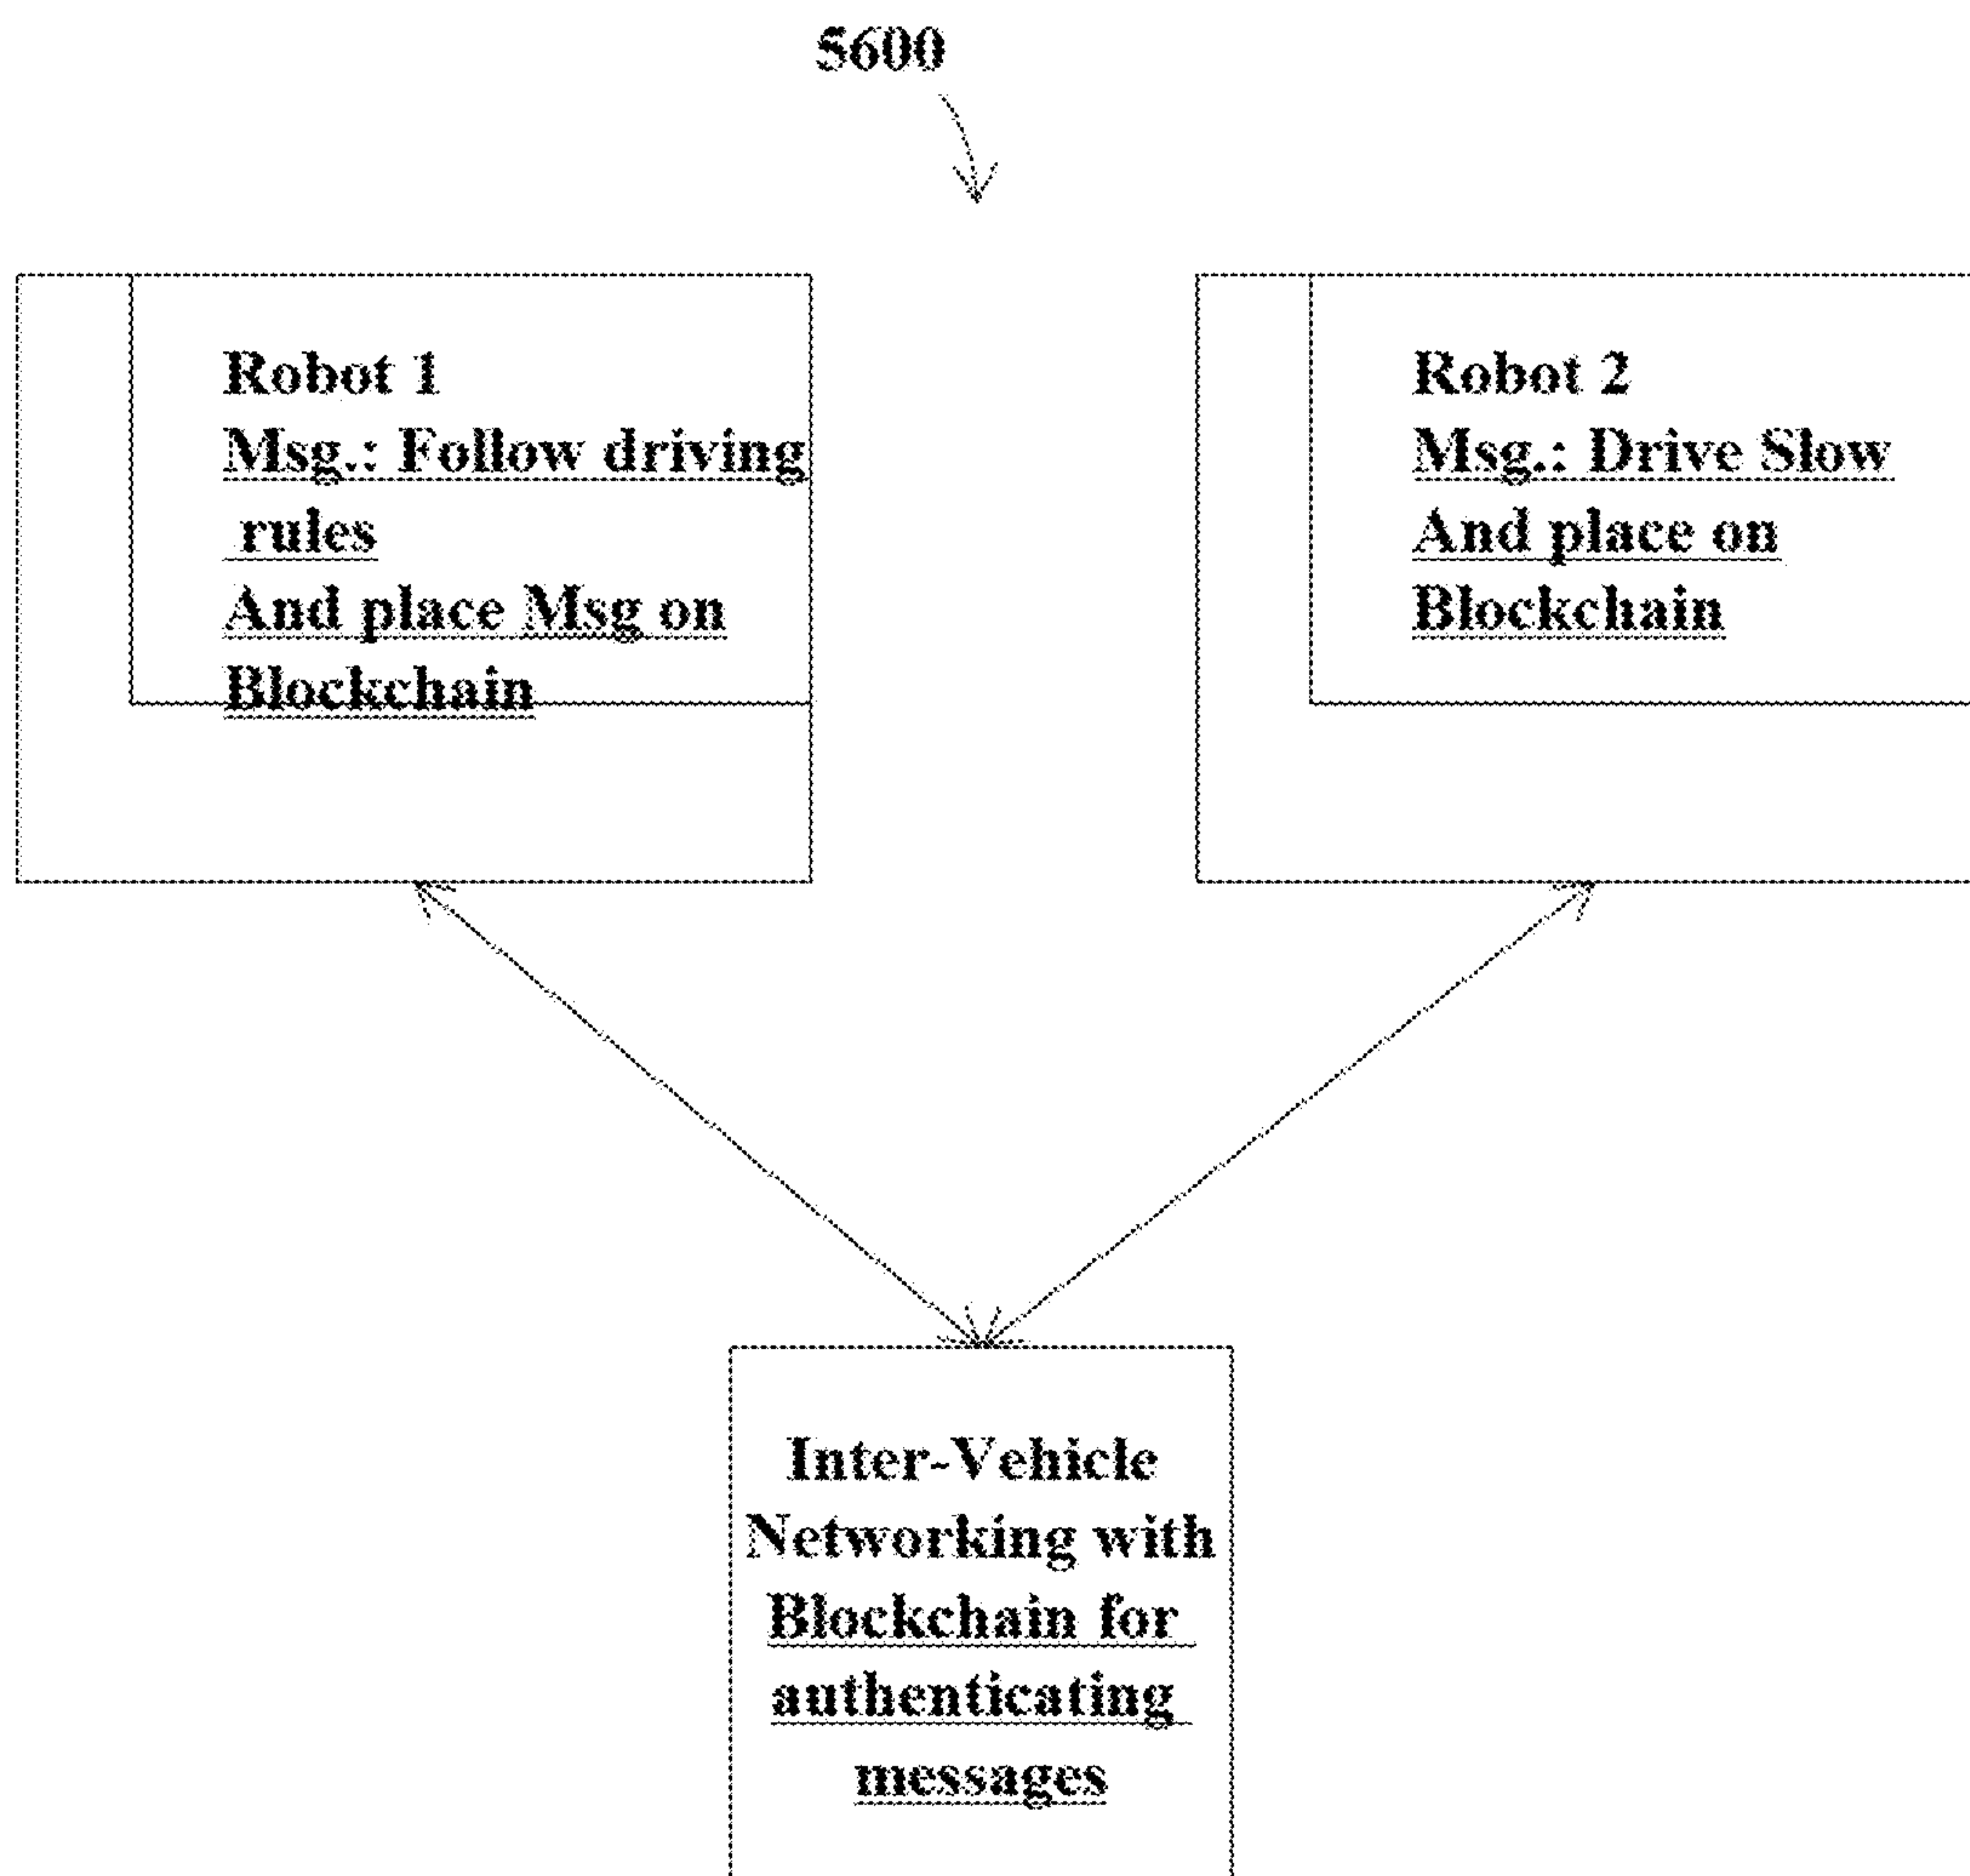 5600
Robot 1
Msg.: Follow driving
rules
And place Msg on
Blockchain
Robot 2
Msg.: Drive Slow
And place on
Blockchain
Inter-Vehicle
Networking with
Blockchain for
authenticating
messages